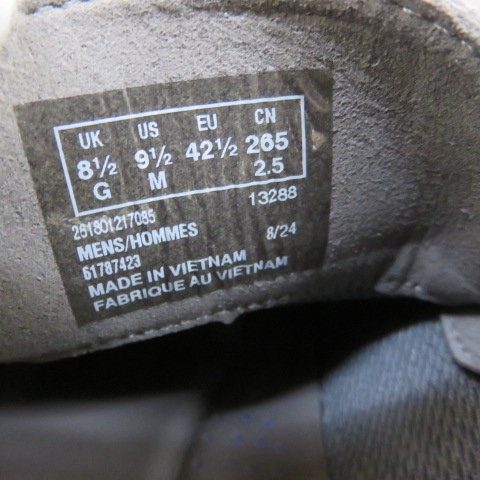 UK US EU CN
8½ 9½ 42½ 265
G M 2.5
13288
261801217085
MENS/HOMMES 8/24
61787423
MADE IN VIETNAM
FABRIQUE AU VIETNAM